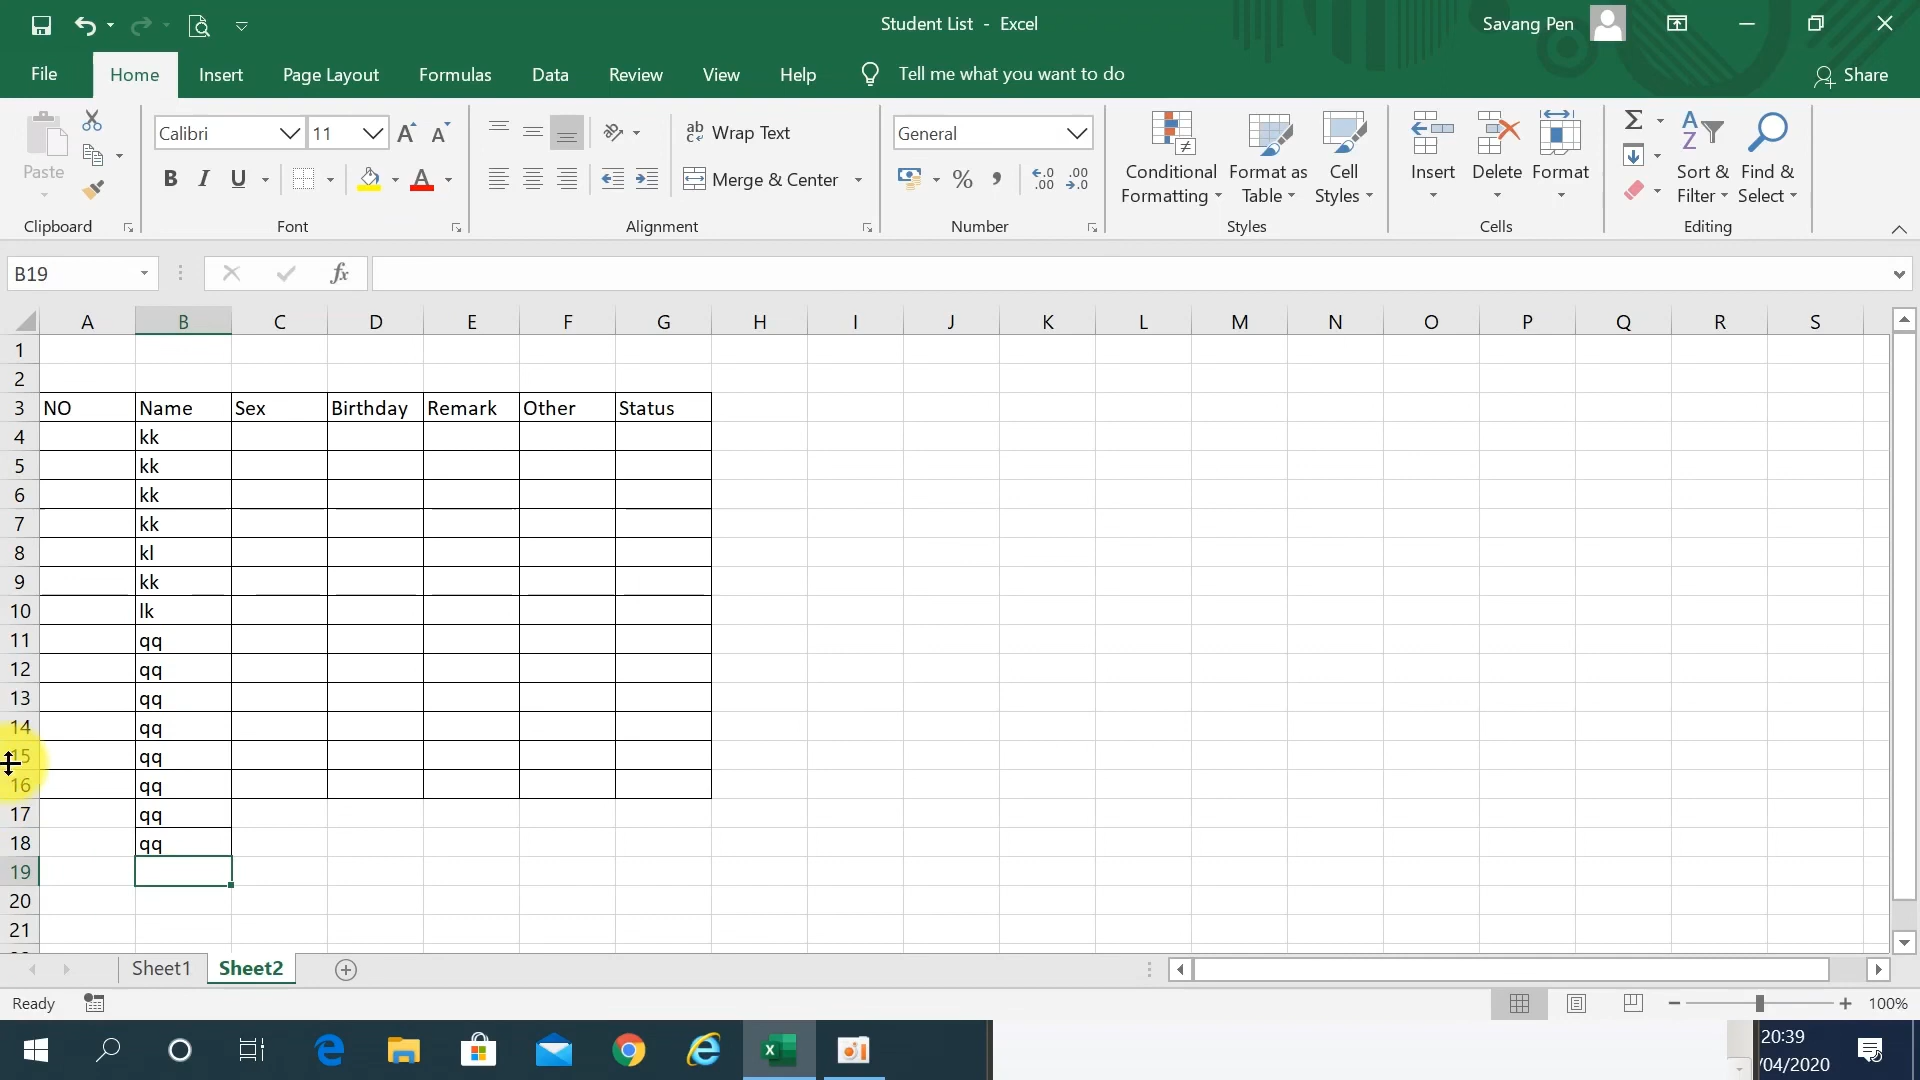 Student List - Excel
Savang Pen
File Home Insert Page Layout Formulas Data Review View Help Tell me what you want to do Share
Paste
Clipboard
Calibri 11 A A
B I U A
Font
ab Wrap Text
Merge & Center
Alignment
General
% , .00 .0
Number
Conditional Formatting
Format as Table
Cell Styles
Styles
Insert Delete Format
Cells
Sort & Filter
Find & Select
Editing
B19 fx
A B C D E F G H I J K L M N O P Q R S
1
2
3 NO Name Sex Birthday Remark Other Status
4 kk
5 kk
6 kk
7 kk
8 kl
9 kk
10 lk
11 qq
12 qq
13 qq
14 qq
15 qq
16 qq
17 qq
18 qq
19
20
21
Sheet1 Sheet2
Ready 100%
20:39
/04/2020